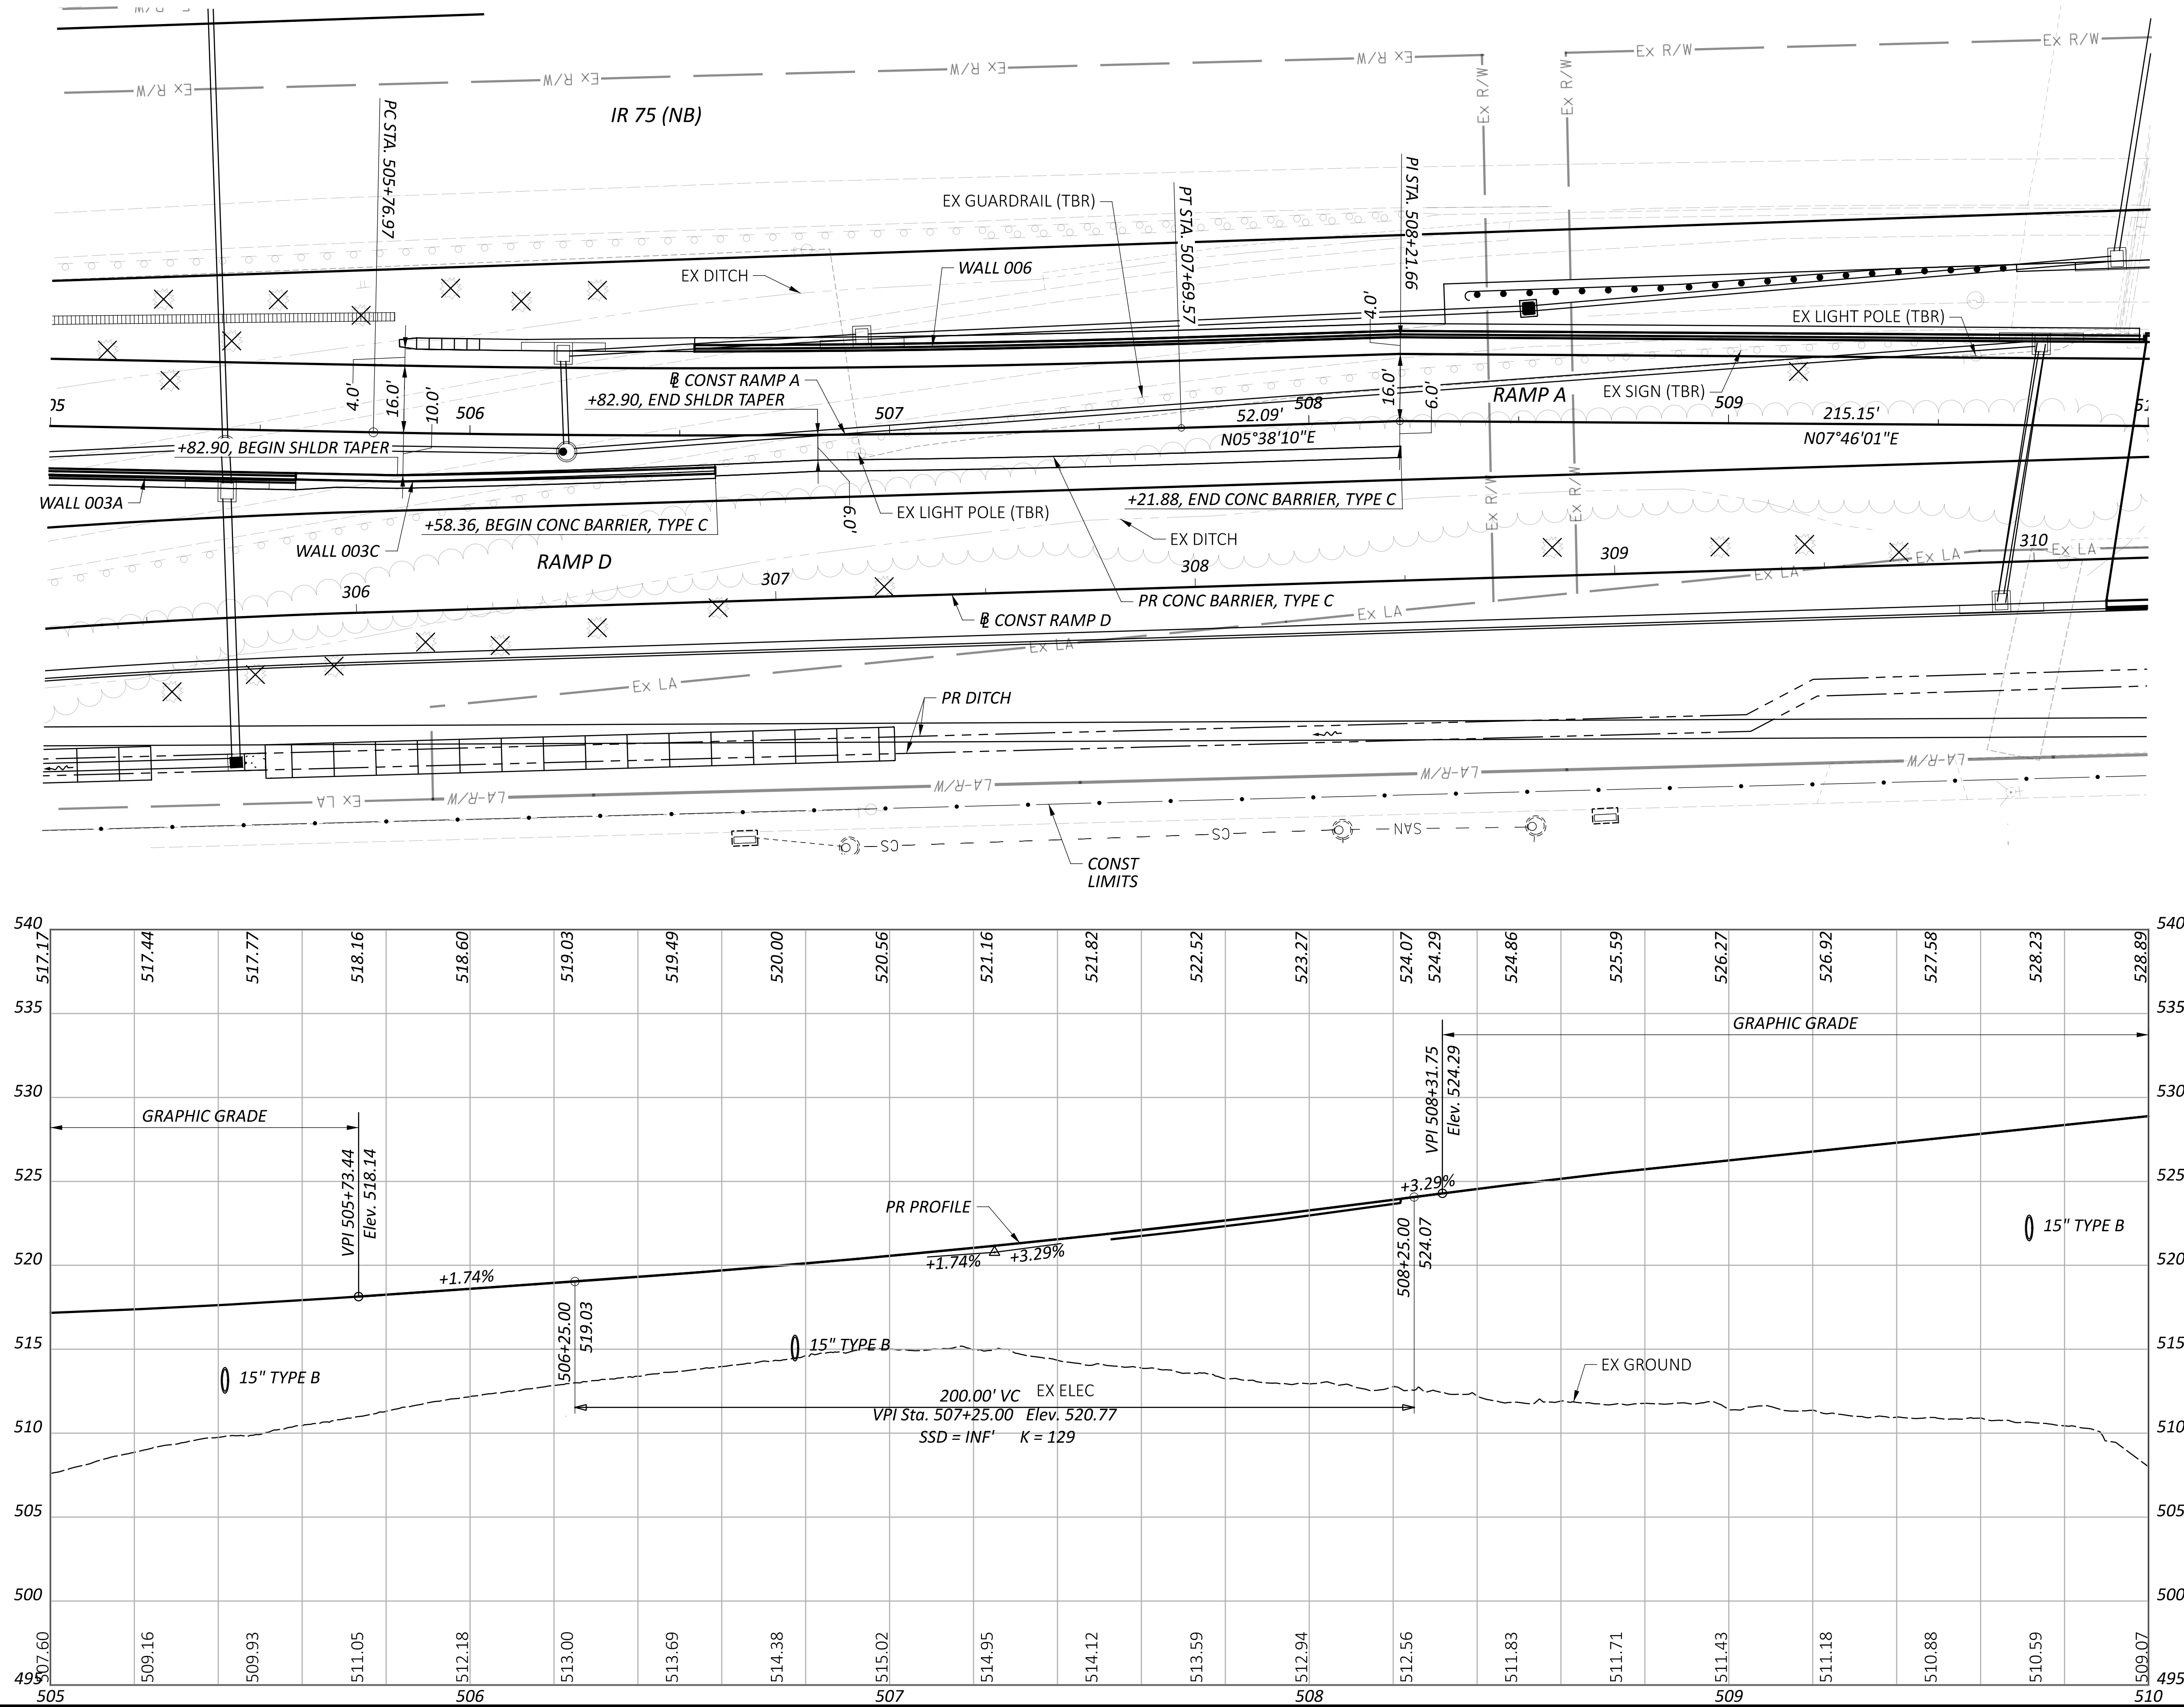 Ex R/W
Ex R/W
Ex R/W
Ex R/W
Ex R/W
Ex R/W
Ex R/W
Ex R/W
IR 75 (NB)
PC STA. 505+76.97
PT STA. 507+69.57
PI STA. 508+21.66
EX GUARDRAIL (TBR)
EX DITCH
WALL 006
4.0'
EX LIGHT POLE (TBR)
4.0'
16.0'
10.0'
℄ CONST RAMP A
+82.90, END SHLDR TAPER
16.0'
6.0'
RAMP A
EX SIGN (TBR)
05
506
507
508
509
51
52.09'
215.15'
N05°38'10"E
N07°46'01"E
+82.90, BEGIN SHLDR TAPER
WALL 003A
+58.36, BEGIN CONC BARRIER, TYPE C
6.0'
EX LIGHT POLE (TBR)
+21.88, END CONC BARRIER, TYPE C
Ex R/W
Ex R/W
WALL 003C
RAMP D
EX DITCH
306
307
308
309
310
PR CONC BARRIER, TYPE C
℄ CONST RAMP D
Ex LA
Ex LA
Ex LA
Ex LA
Ex LA
Ex LA
Ex LA
PR DITCH
Ex LA
LA-R/W
LA-R/W
LA-R/W
LA-R/W
CS
CS
SAN
CONST
LIMITS
540
540
517.17
517.44
517.77
518.16
518.60
519.03
519.49
520.00
520.56
521.16
521.82
522.52
523.27
524.07
524.29
524.86
525.59
526.27
526.92
527.58
528.23
528.89
535
535
GRAPHIC GRADE
VPI 508+31.75
Elev. 524.29
530
530
GRAPHIC GRADE
VPI 505+73.44
Elev. 518.14
525
525
+3.29%
PR PROFILE
15" TYPE B
508+25.00
524.07
520
520
+1.74%
+1.74%
+3.29%
506+25.00
519.03
515
515
15" TYPE B
15" TYPE B
EX GROUND
200.00' VC
EX ELEC
VPI Sta. 507+25.00 Elev. 520.77
SSD = INF' K = 129
510
510
505
505
500
500
507.60
509.16
509.93
511.05
512.18
513.00
513.69
514.38
515.02
514.95
514.12
513.59
512.94
512.56
511.83
511.71
511.43
511.18
510.88
510.59
509.07
495
495
505
506
507
508
509
510